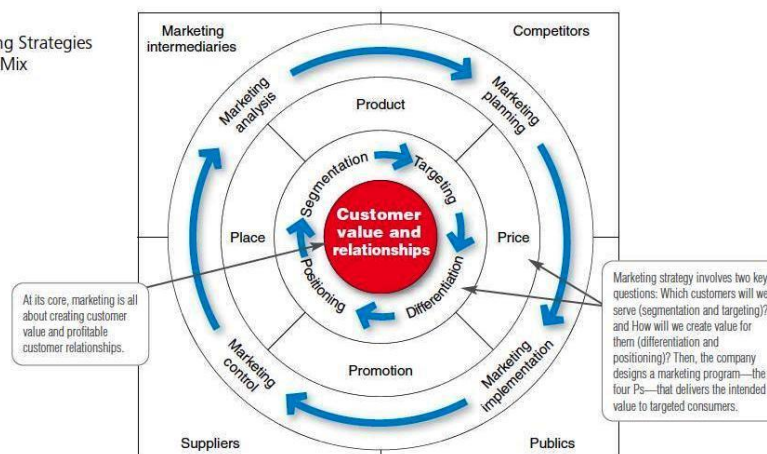 ng Strategies
Mix
Marketing
intermediaries
Competitors
Marketing
analysis
Marketing
planning
Product
Segmentation
Targeting
Customer
value and
relationships
Place
Price
Positioning
Differentiation
At its core, marketing is all
about creating customer
value and profitable
customer relationships.
Marketing strategy involves two key
questions: Which customers will we
serve (segmentation and targeting)?
and How will we create value for
them (differentiation and
positioning)? Then, the company
designs a marketing program—the
four Ps—that delivers the intended
value to targeted consumers.
Promotion
Marketing
control
Marketing
implementation
Suppliers
Publics